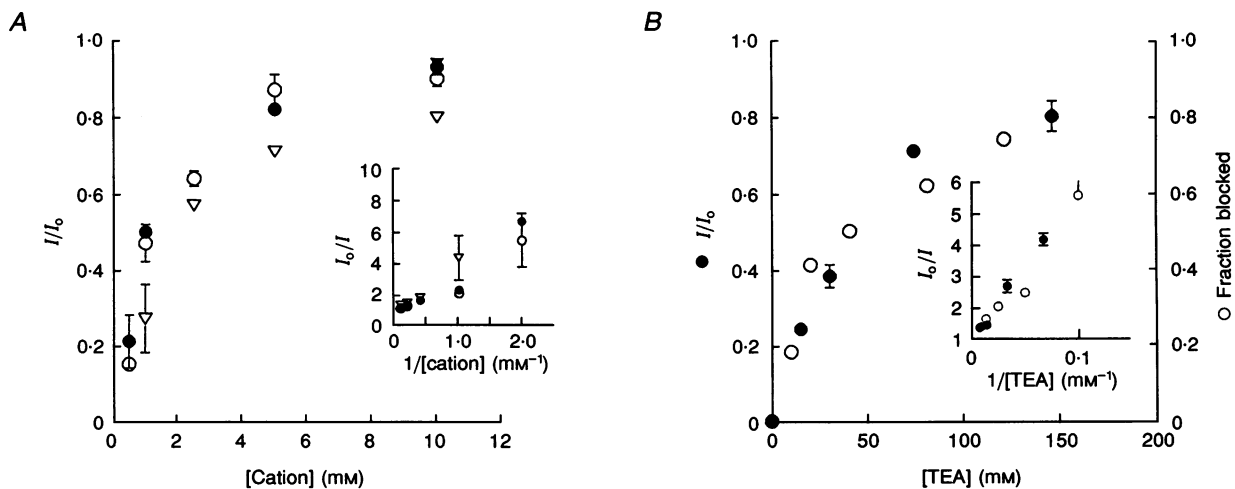 A
1·0
0·8
0·6
0·4
0·2
0
I/Io
0 2 4 6 8 10 12
[Cation] (mM)
10
8
6
4
2
0
Io/I
1·0 2·0
1/[cation] (mM⁻¹)
B
1·0
0·8
0·6
0·4
0·2
0
I/Io
0 50 100 150 200
[TEA] (mM)
6
5
4
3
2
1
Io/I
0 0·1
1/[TEA] (mM⁻¹)
1·0
0·8
0·6
0·4
0·2
0
Fraction blocked